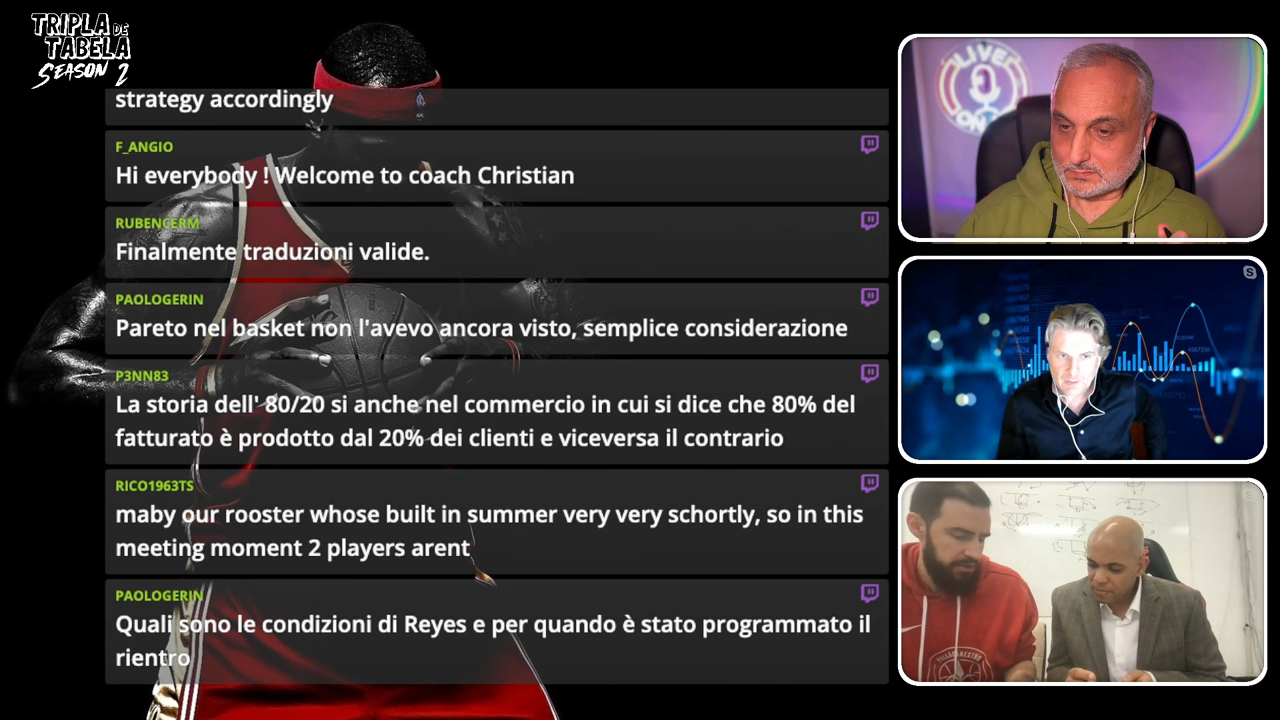 TRIPLA DE
TABELA
SEASON 2
strategy accordingly
F_ANGIO
Hi everybody ! Welcome to coach Christian
RUBENCERM
Finalmente traduzioni valide.
PAOLOGERIN
Pareto nel basket non l'avevo ancora visto, semplice considerazione
P3NN83
La storia dell' 80/20 si anche nel commercio in cui si dice che 80% del
fatturato è prodotto dal 20% dei clienti e viceversa il contrario
RICO1963TS
maby our rooster whose built in summer very very schortly, so in this
meeting moment 2 players arent
PAOLOGERIN
Quali sono le condizioni di Reyes e per quando è stato programmato il
rientro
LIVE
ON